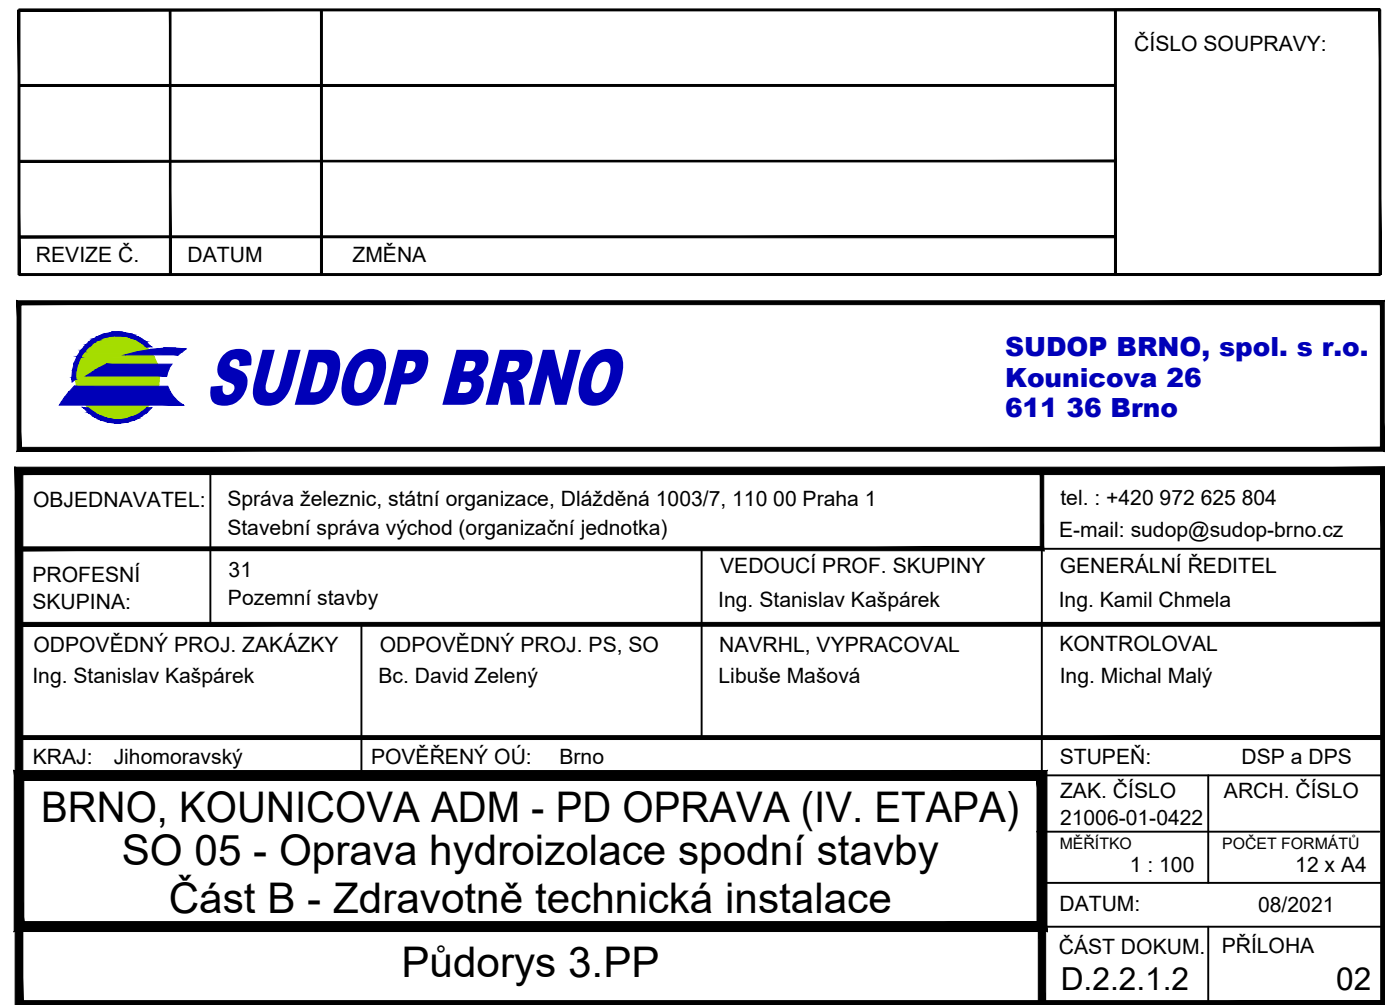 ČÍSLO SOUPRAVY:
REVIZE Č. DATUM ZMĚNA
SUDOP BRNO
SUDOP BRNO, spol. s r.o.
Kounicova 26
611 36 Brno
OBJEDNAVATEL: Správa železnic, státní organizace, Dlážděná 1003/7, 110 00 Praha 1
Stavební správa východ (organizační jednotka)
tel. : +420 972 625 804
E-mail: sudop@sudop-brno.cz
PROFESNÍ
SKUPINA:
31
Pozemní stavby
VEDOUCÍ PROF. SKUPINY
Ing. Stanislav Kašpárek
GENERÁLNÍ ŘEDITEL
Ing. Kamil Chmela
ODPOVĚDNÝ PROJ. ZAKÁZKY
Ing. Stanislav Kašpárek
ODPOVĚDNÝ PROJ. PS, SO
Bc. David Zelený
NAVRHL, VYPRACOVAL
Libuše Mašová
KONTROLOVAL
Ing. Michal Malý
KRAJ: Jihomoravský
POVĚŘENÝ OÚ: Brno
STUPEŇ: DSP a DPS
BRNO, KOUNICOVA ADM - PD OPRAVA (IV. ETAPA)
SO 05 - Oprava hydroizolace spodní stavby
Část B - Zdravotně technická instalace
ZAK. ČÍSLO
21006-01-0422
ARCH. ČÍSLO
MĚŘÍTKO
1 : 100
POČET FORMÁTŮ
12 x A4
DATUM: 08/2021
Půdorys 3.PP
ČÁST DOKUM.
D.2.2.1.2
PŘÍLOHA
02